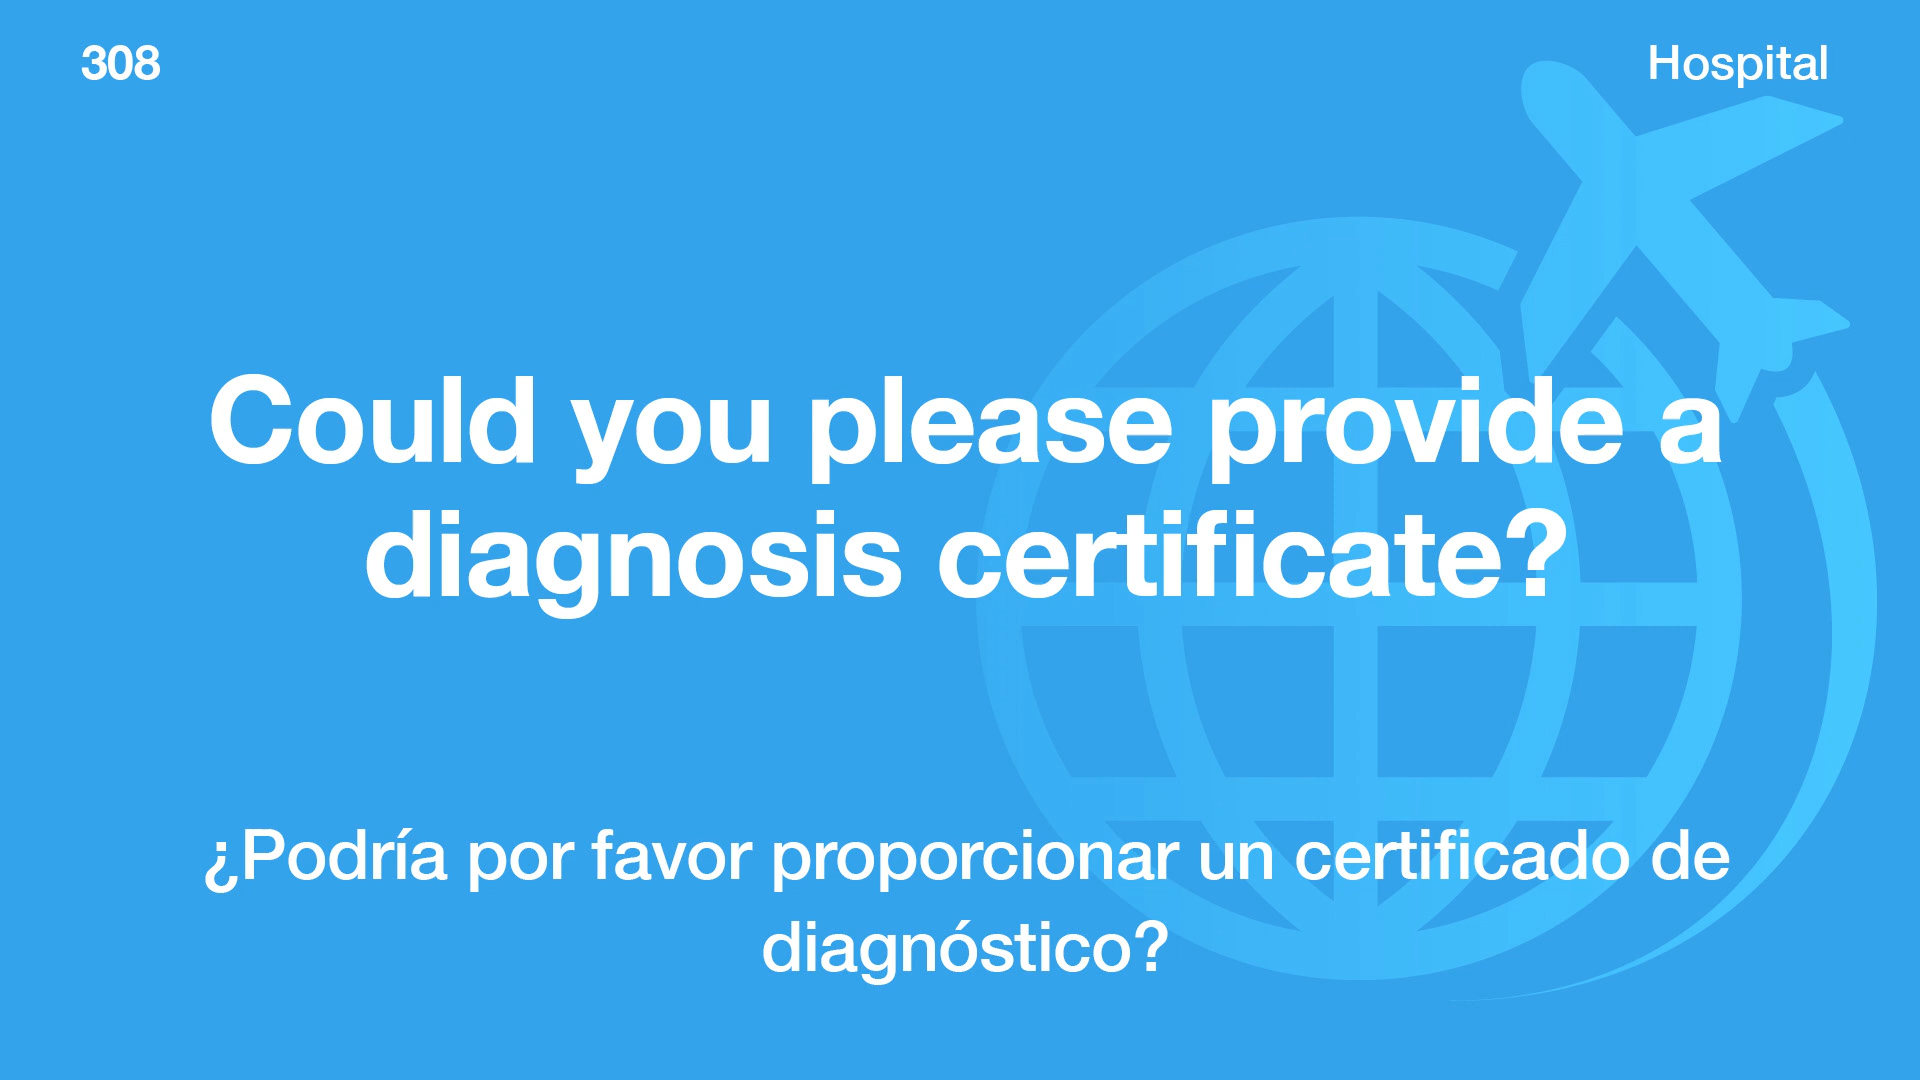 308
Hospital
Could you please provide a
diagnosis certificate?
¿Podría por favor proporcionar un certificado de
diagnóstico?